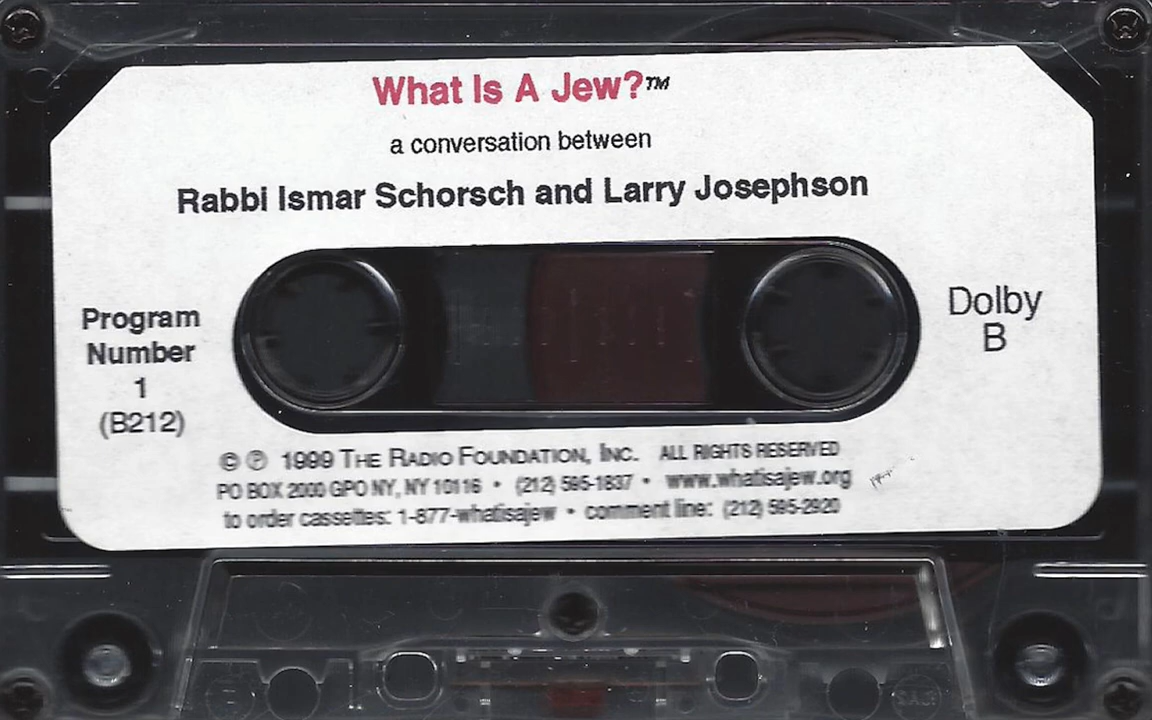 What Is A Jew?™
a conversation between
Rabbi Ismar Schorsch and Larry Josephson
Program
Number
1
(B212)
Dolby
B
© ℗ 1999 The Radio Foundation, Inc. ALL RIGHTS RESERVED
PO BOX 2000 GPO NY, NY 10116 • (212) 595-1837 • www.whatisajew.org
to order cassettes: 1-877-whatisajew • comment line: (212) 595-2920